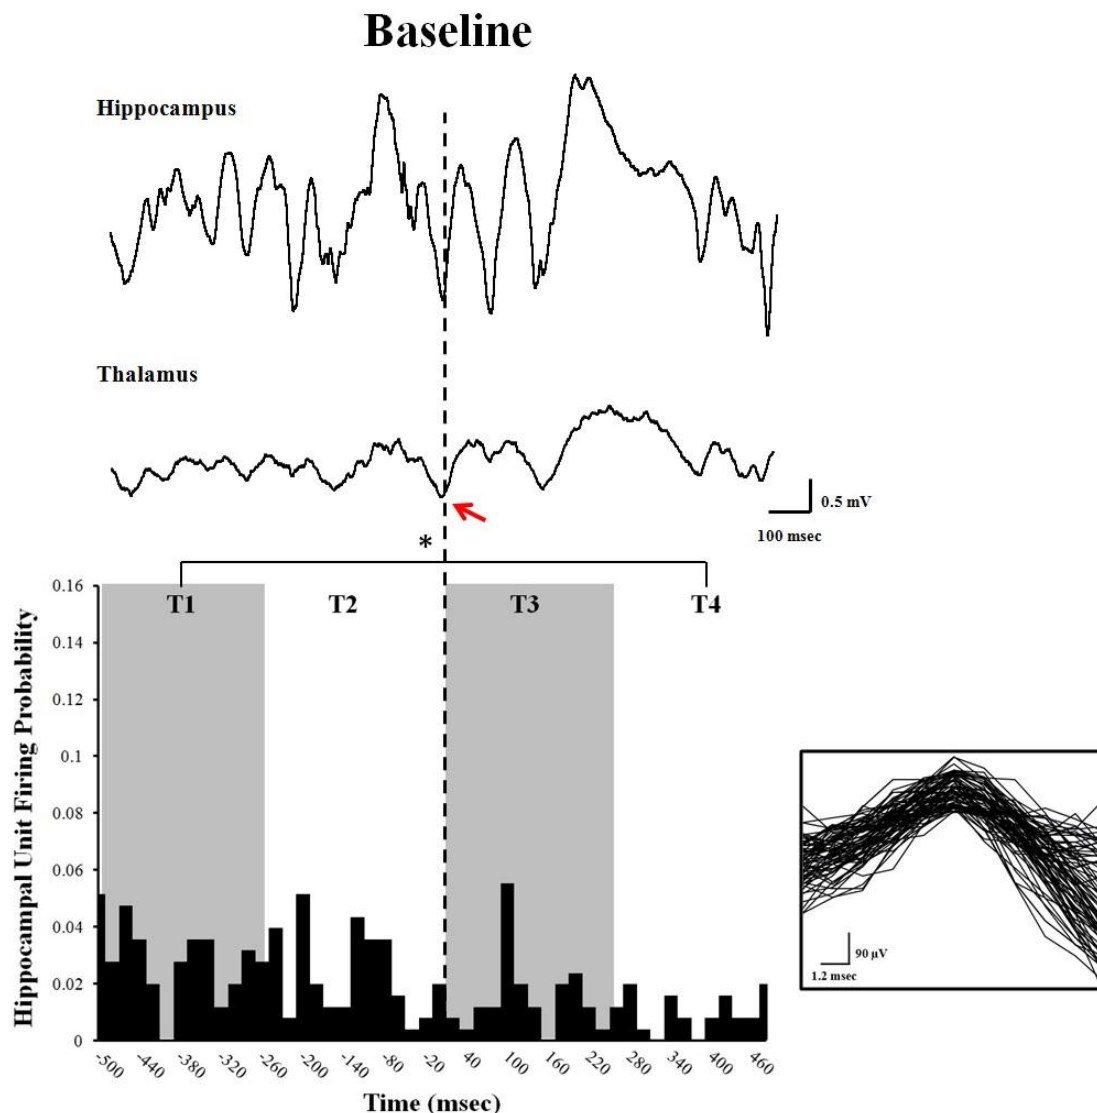 Baseline
Hippocampus
Thalamus
0.5 mV
100 msec
*
T1 T2 T3 T4
Hippocampal Unit Firing Probability
0.16
0.14
0.12
0.1
0.08
0.06
0.04
0.02
0
-500 -440 -380 -320 -260 -200 -140 -80 -20 40 100 160 220 280 340 400 460
Time (msec)
90 µV
1.2 msec